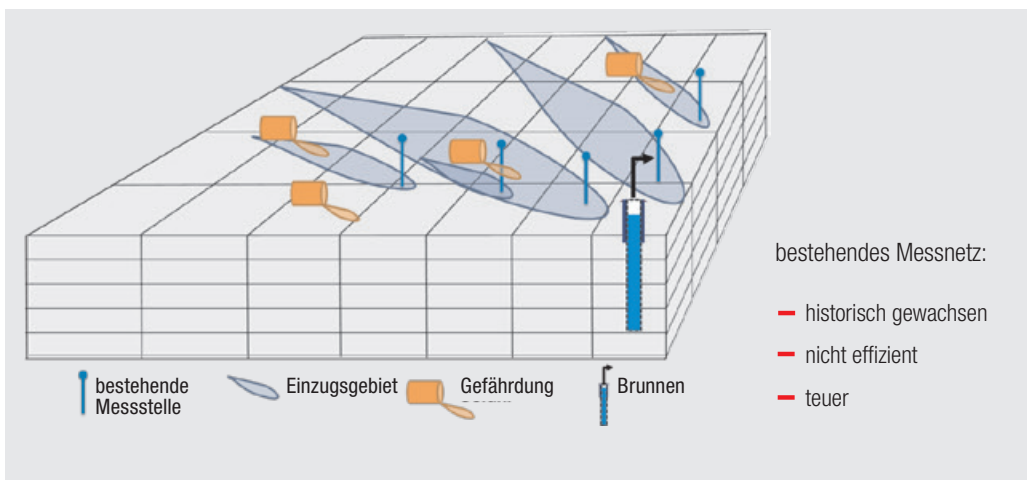 bestehendes Messnetz:
– historisch gewachsen
– nicht effizient
– teuer
bestehende
Messstelle
Einzugsgebiet
Gefährdung
Brunnen